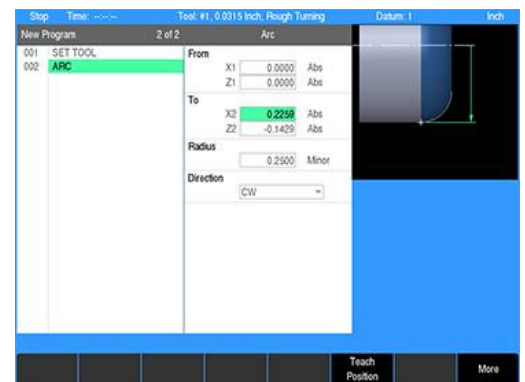 Stop Time: --:--:-- Tool: #1, 0.0315 Inch, Rough Turning Datum: 1 Inch
New Program 2 of 2 Arc
001 SET TOOL
002 ARC
From
X1 0.0000 Abs
Z1 0.0000 Abs
To
X2 0.2259 Abs
Z2 -0.1429 Abs
Radius
0.2500 Minor
Direction
CW
Teach
Position
More